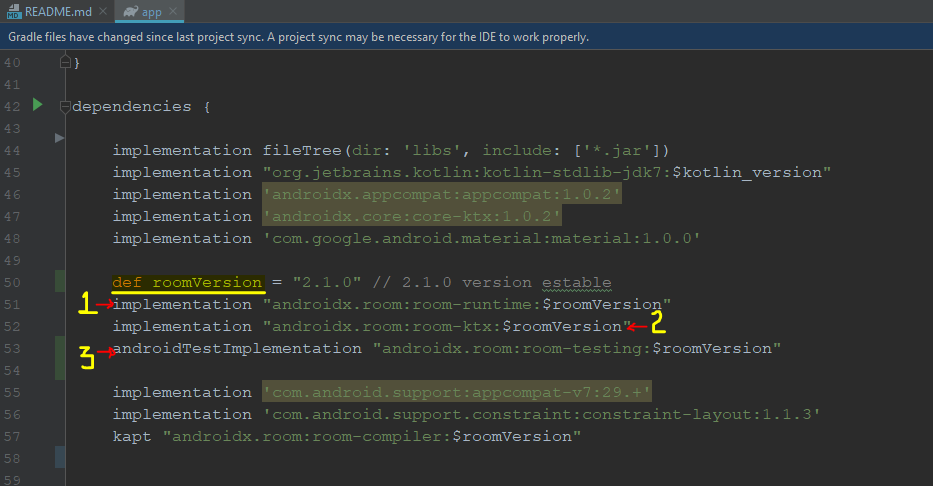 README.md × app ×
Gradle files have changed since last project sync. A project sync may be necessary for the IDE to work properly.
40 }
41
42 dependencies {
43
44 implementation fileTree(dir: 'libs', include: ['*.jar'])
45 implementation "org.jetbrains.kotlin:kotlin-stdlib-jdk7:$kotlin_version"
46 implementation 'androidx.appcompat:appcompat:1.0.2'
47 implementation 'androidx.core:core-ktx:1.0.2'
48 implementation 'com.google.android.material:material:1.0.0'
49
50 def roomVersion = "2.1.0" // 2.1.0 version estable
51 1 implementation "androidx.room:room-runtime:$roomVersion"
52 implementation "androidx.room:room-ktx:$roomVersion" 2
53 3 androidTestImplementation "androidx.room:room-testing:$roomVersion"
54
55 implementation 'com.android.support:appcompat-v7:29.+'
56 implementation 'com.android.support.constraint:constraint-layout:1.1.3'
57 kapt "androidx.room:room-compiler:$roomVersion"
58
59